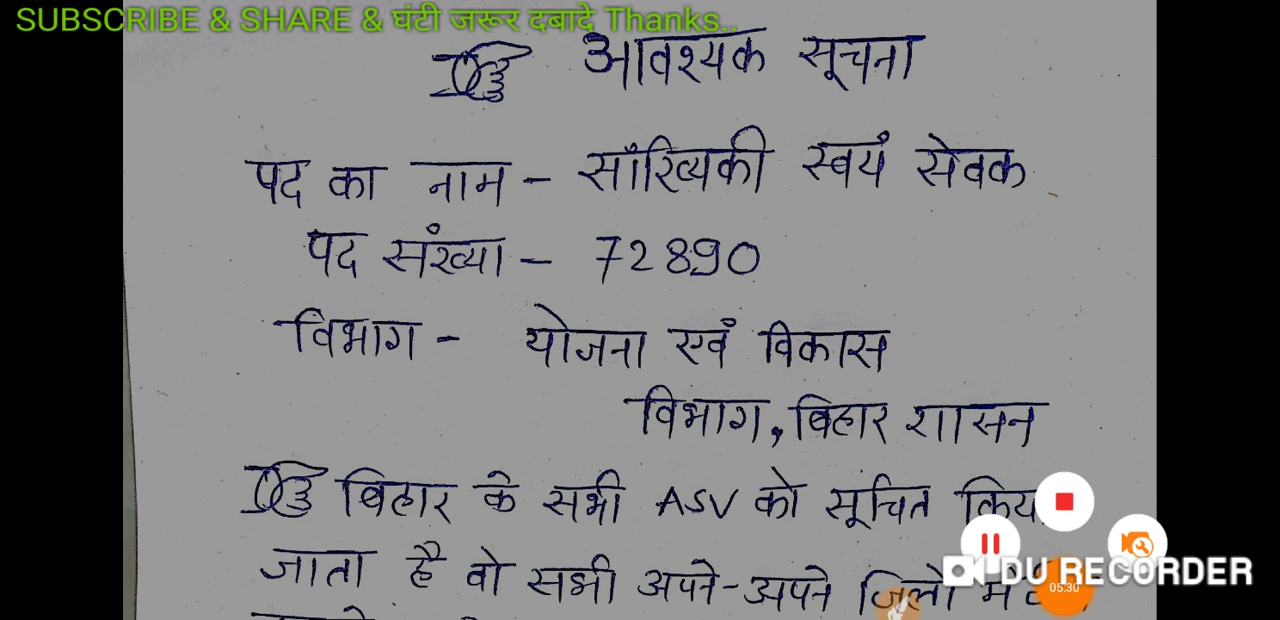 SUBSCRIBE & SHARE & घंटी जरूर दबादे Thanks..
आवश्यक सूचना
पद का नाम - सांख्यिकी स्वयं सेवक
पद संख्या - 72890
विभाग - योजना एवं विकास
विभाग, बिहार शासन
बिहार के सभी ASV को सूचित किय
जाता है वो सभी अपने-अपने जिलो में
DU RECORDER
05:30